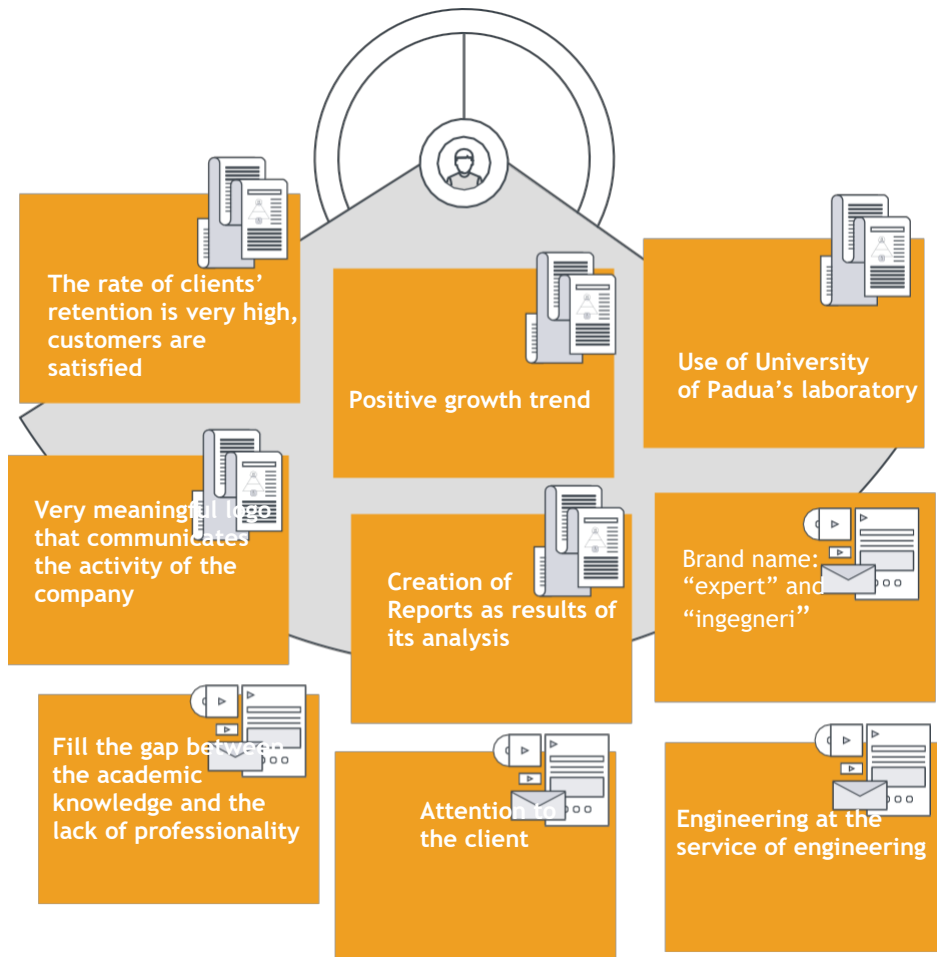 The rate of clients’
retention is very high,
customers are
satisfied
Positive growth trend
Use of University
of Padua’s laboratory
Very meaningful logo
that communicates
the activity of the
company
Creation of
Reports as results of
its analysis
Brand name:
“expert” and
“ingegneri”
Fill the gap between
the academic
knowledge and the
lack of professionality
Attention to
the client
Engineering at the
service of engineering